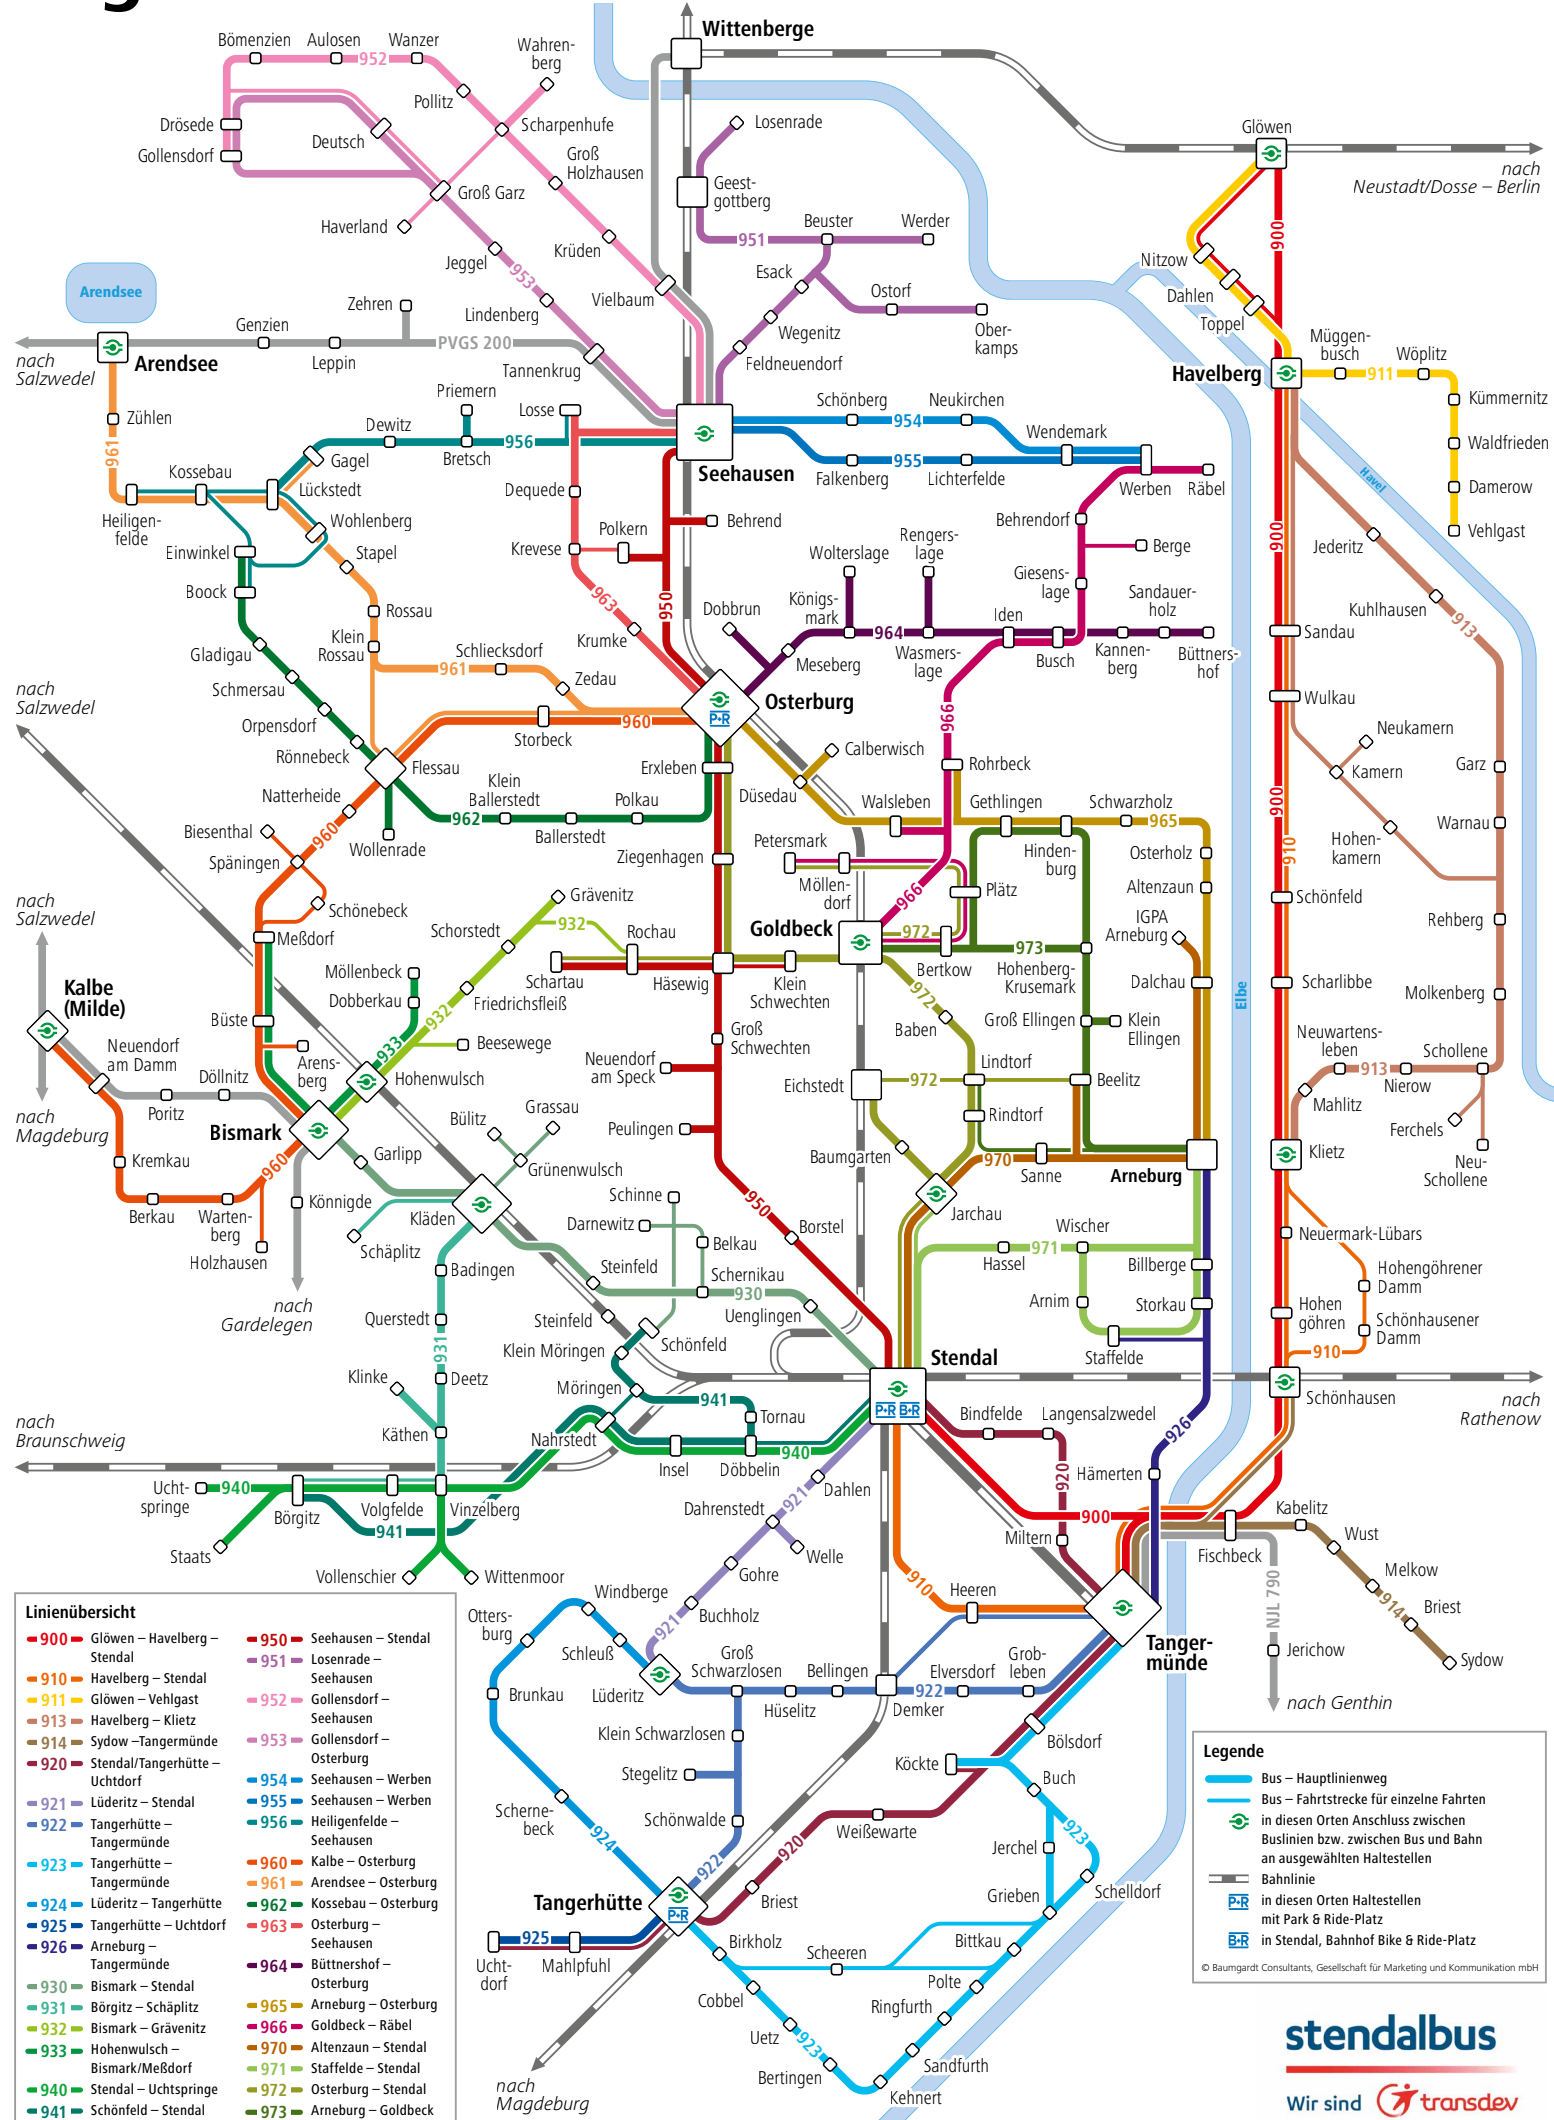 Wittenberge
Bömenzien
Aulosen
Wanzer
952
Wahren-
berg
Pollitz
Scharpenhufe
Losenrade
Drösede
Deutsch
Gollensdorf
Groß
Holzhausen
Glöwen
nach
Neustadt/Dosse – Berlin
Groß Garz
Geest-
gottberg
Haverland
Beuster
Werder
951
900
Krüden
Jeggel
953
Esack
Nitzow
Arendsee
Vielbaum
Ostorf
Dahlen
Zehren
Lindenberg
Wegenitz
Ober-
kamps
Toppel
Genzien
Leppin
PVGS 200
nach
Salzwedel
Arendsee
Tannenkrug
Feldneuendorf
Müggen-
busch
Wöplitz
Havelberg
911
Kümmernitz
Priemern
Losse
Schönberg
Neukirchen
954
Zühlen
961
Dewitz
956
Bretsch
Wendemark
Waldfrieden
Gagel
955
Seehausen
Falkenberg
Lichterfelde
Werben
Räbel
Havel
Kossebau
Lückstedt
Dequede
Damerow
Heiligen-
felde
Wohlenberg
Behrend
Behrendorf
Vehlgast
Einwinkel
Stapel
Krevese
Polkern
Rengers-
lage
Wolterslage
Berge
900
Jederitz
Boock
Giesens-
lage
Sandauer-
holz
Rossau
963
950
Dobbrun
Königs-
mark
Iden
Kuhlhausen
913
Klein
Rossau
Krumke
964
Sandau
Gladigau
Schliecksdorf
961
Meseberg
Wasmers-
lage
Busch
Kannen-
berg
Büttners-
hof
Schmersau
Zedau
nach
Salzwedel
Osterburg
P+R
Wulkau
Orpensdorf
960
966
Storbeck
Neukamern
Rönnebeck
Flessau
Erxleben
Calberwisch
Rohrbeck
Kamern
Garz
Natterheide
Klein
Ballerstedt
Polkau
Düsedau
Walsleben
Gethlingen
Schwarzholz
962
Ballerstedt
965
900
Biesenthal
960
Wollenrade
Petersmark
Hinden-
burg
Warnau
Späningen
Ziegenhagen
Osterholz
910
Hohen-
kamern
Möllen-
dorf
966
Plätz
Altenzaun
nach
Salzwedel
Schönebeck
Grävenitz
Schönfeld
Meßdorf
Schorstedt
932
Rochau
Goldbeck
972
IGPA
Arneburg
Rehberg
Bertkow
973
Hohenberg-
Krusemark
Möllenbeck
Schartau
Häsewig
Klein
Schwechten
Kalbe
(Milde)
Dobberkau
Friedrichsfließ
972
Dalchau
Scharlibbe
Elbe
Molkenberg
Büste
932
Groß
Schwechten
Baben
Groß Ellingen
Klein
Ellingen
Neuendorf
am Damm
933
Beesewege
Arens-
berg
Neuendorf
am Speck
Lindtorf
Neuwartens-
leben
Schollene
Döllnitz
Hohenwulsch
Eichstedt
972
Beelitz
913
Nierow
Poritz
nach
Magdeburg
Bismark
Bülitz
Grassau
Peulingen
Rindtorf
Mahlitz
Ferchels
Garlipp
Baumgarten
Kremkau
960
Grünenwulsch
Sanne
970
Arneburg
Klietz
Neu-
Schollene
Könnigde
Schinne
950
Jarchau
Berkau
Warten-
berg
Kläden
Darnewitz
Borstel
Wischer
Holzhausen
Schäplitz
Belkau
971
Hassel
Neuermark-Lübars
Badingen
Steinfeld
Schernikau
Billberge
Hohengöhrener
Damm
930
Uenglingen
nach
Gardelegen
Querstedt
Steinfeld
Arnim
Storkau
Hohen
göhren
Schönhausener
Damm
931
Klein Möringen
Schönfeld
Staffelde
910
Stendal
P+R B+R
Klinke
Deetz
Möringen
941
Schönhausen
nach
Rathenow
nach
Braunschweig
Käthen
Tornau
Bindfelde
Langensalzwedel
926
Nahrstedt
940
Insel
Döbbelin
Ucht-
springe
940
Börgitz
Volgfelde
Vinzelberg
921
Dahlen
920
Hämerten
941
Dahrenstedt
900
Kabelitz
Staats
Miltern
Fischbeck
Wust
Vollenschier
Wittenmoor
Welle
Gohre
910
Melkow
Windberge
Heeren
NJL 790
914
Briest
Otters-
burg
Buchholz
921
Schleuß
Tanger-
münde
Jerichow
Sydow
Groß
Schwarzlosen
Bellingen
Elversdorf
Grob-
leben
Brunkau
Lüderitz
Hüselitz
Demker
922
nach Genthin
Klein Schwarzlosen
Bölsdorf
Stegelitz
Köckte
Buch
Scherne-
beck
Schönwalde
Weißewarte
924
923
922
920
Jerchel
Schelldorf
Tangerhütte
P+R
Briest
Grieben
925
Birkholz
Ucht-
dorf
Mahlpfuhl
Scheeren
Bittkau
Cobbel
Polte
Uetz
Ringfurth
923
Bertingen
Sandfurth
Kehnert
nach
Magdeburg
Linienübersicht
900 Glöwen – Havelberg –
Stendal
910 Havelberg – Stendal
911 Glöwen – Vehlgast
913 Havelberg – Klietz
914 Sydow –Tangermünde
920 Stendal/Tangerhütte –
Uchtdorf
921 Lüderitz – Stendal
922 Tangerhütte –
Tangermünde
923 Tangerhütte –
Tangermünde
924 Lüderitz – Tangerhütte
925 Tangerhütte – Uchtdorf
926 Arneburg –
Tangermünde
930 Bismark – Stendal
931 Börgitz – Schäplitz
932 Bismark – Grävenitz
933 Hohenwulsch –
Bismark/Meßdorf
940 Stendal – Uchtspringe
941 Schönfeld – Stendal
950 Seehausen – Stendal
951 Losenrade –
Seehausen
952 Gollensdorf –
Seehausen
953 Gollensdorf –
Osterburg
954 Seehausen – Werben
955 Seehausen – Werben
956 Heiligenfelde –
Seehausen
960 Kalbe – Osterburg
961 Arendsee – Osterburg
962 Kossebau – Osterburg
963 Osterburg –
Seehausen
964 Büttnershof –
Osterburg
965 Arneburg – Osterburg
966 Goldbeck – Räbel
970 Altenzaun – Stendal
971 Staffelde – Stendal
972 Osterburg – Stendal
973 Arneburg – Goldbeck
Legende
Bus – Hauptlinienweg
Bus – Fahrtstrecke für einzelne Fahrten
in diesen Orten Anschluss zwischen
Buslinien bzw. zwischen Bus und Bahn
an ausgewählten Haltestellen
Bahnlinie
P+R in diesen Orten Haltestellen
mit Park & Ride-Platz
B+R in Stendal, Bahnhof Bike & Ride-Platz
© Baumgardt Consultants, Gesellschaft für Marketing und Kommunikation mbH
stendalbus
Wir sind transdev